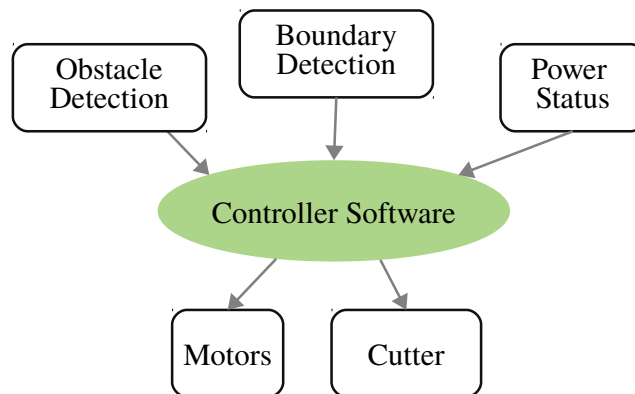 Obstacle
Detection
Boundary
Detection
Power
Status
Controller Software
Motors
Cutter